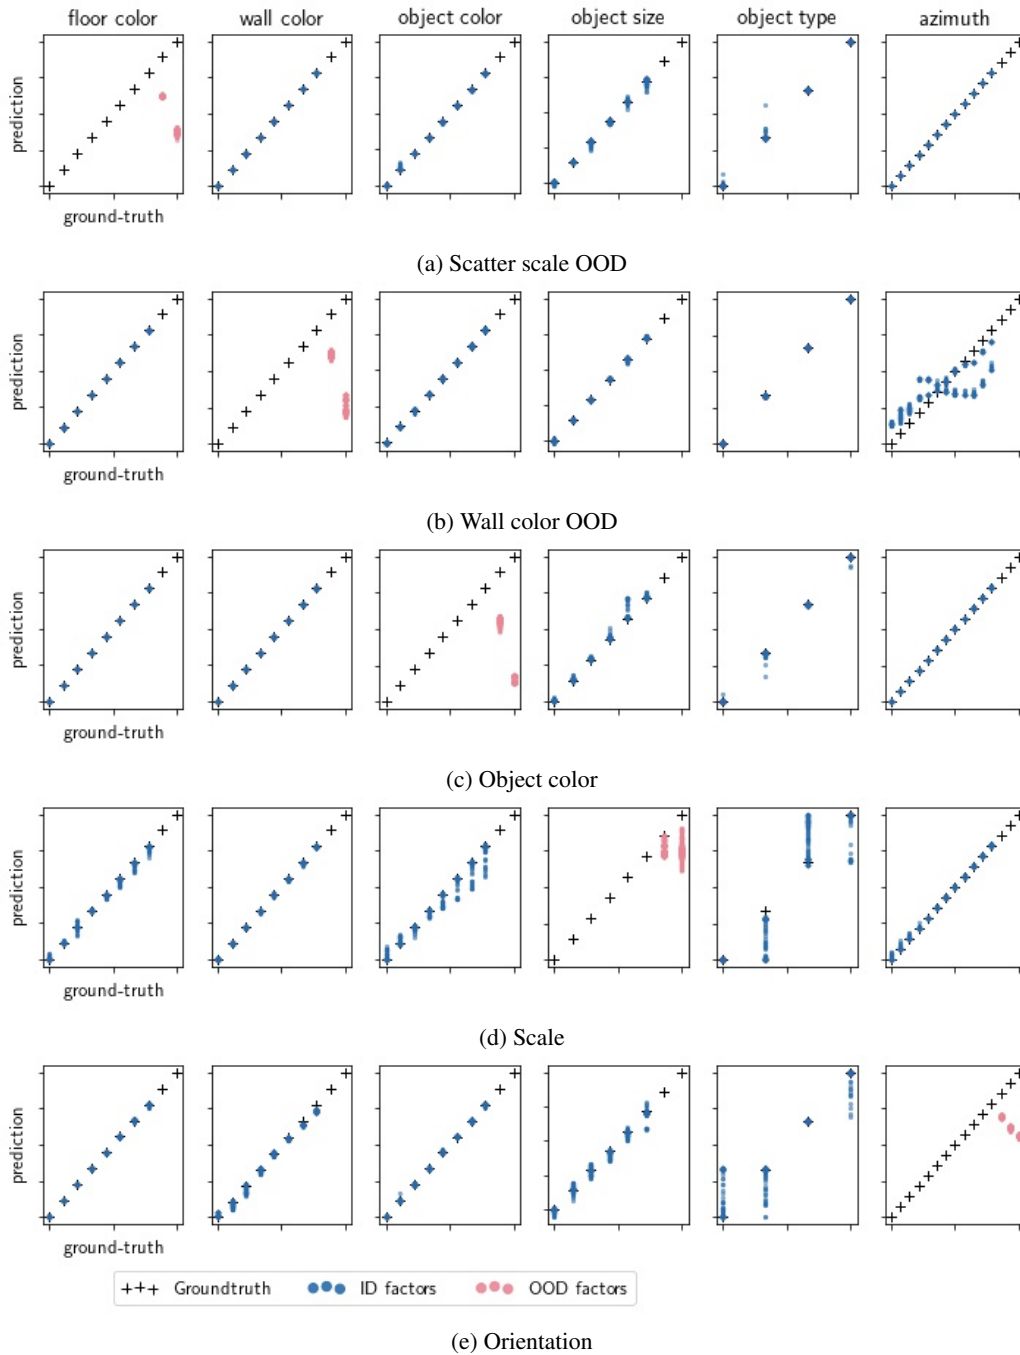 floor color wall color object color object size object type azimuth
prediction
ground-truth
(a) Scatter scale OOD
prediction
ground-truth
(b) Wall color OOD
prediction
ground-truth
(c) Object color
prediction
ground-truth
(d) Scale
prediction
ground-truth
Groundtruth ID factors OOD factors
(e) Orientation